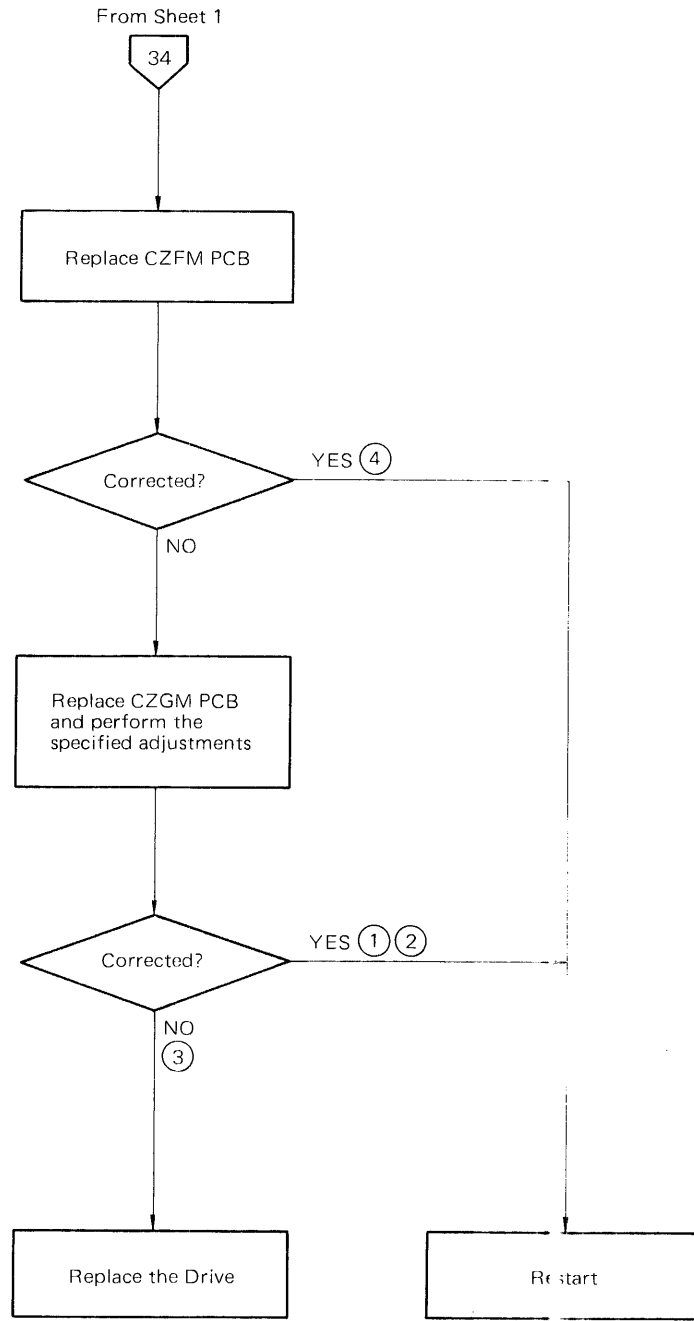 From Sheet 1
34
Replace CZFM PCB
Corrected?
YES 4
NO
Replace CZGM PCB
and perform the
specified adjustments
Corrected?
YES 1 2
NO
3
Replace the Drive
Restart